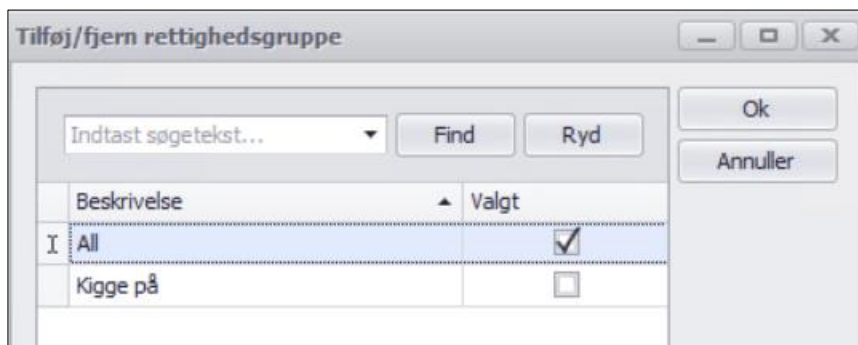 Tilføj/fjern rettighedsgruppe
Indtast søgetekst... Find Ryd Ok
Annuller
Beskrivelse Valgt
All
Kigge på